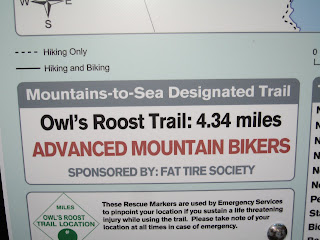 W
E
S
0
Hiking Only
Hiking and Biking
Mountains-to-Sea Designated Trail
Owl's Roost Trail: 4.34 miles
ADVANCED MOUNTAIN BIKERS
SPONSORED BY: FAT TIRE SOCIETY
MILES
OWL'S ROOST
TRAIL
LOCATION
These Rescue Markers are used by Emergency Services
to pinpoint your location if you sustain a life threatening
injury while using the trail. Please take note of your
location at all times in case of emergency.